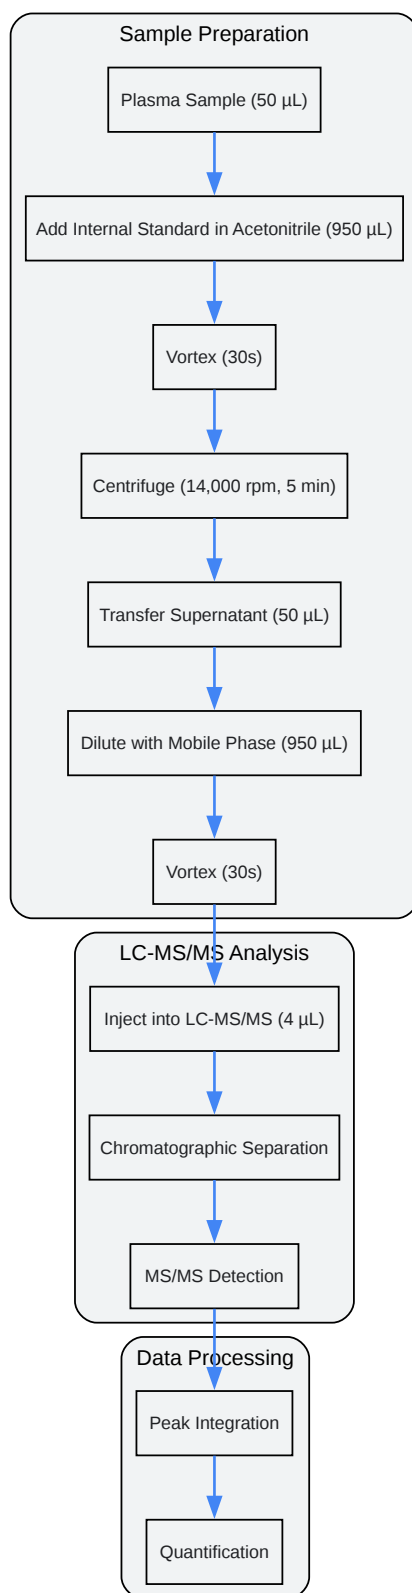 Sample Preparation
Plasma Sample (50 µL)
Add Internal Standard in Acetonitrile (950 µL)
Vortex (30s)
Centrifuge (14,000 rpm, 5 min)
Transfer Supernatant (50 µL)
Dilute with Mobile Phase (950 µL)
Vortex (30s)
LC-MS/MS Analysis
Inject into LC-MS/MS (4 µL)
Chromatographic Separation
MS/MS Detection
Data Processing
Peak Integration
Quantification